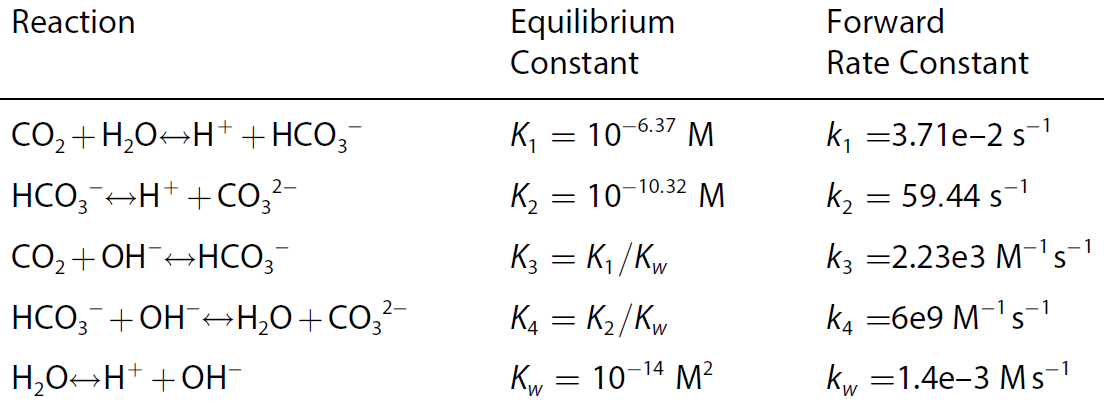 Reaction Equilibrium Constant Forward Rate Constant
CO₂+H₂O↔H⁺+HCO₃⁻ K₁ = 10⁻⁶·³⁷ M k₁ =3.71e–2 s⁻¹
HCO₃⁻↔H⁺+CO₃²⁻ K₂ = 10⁻¹⁰·³² M k₂ = 59.44 s⁻¹
CO₂+OH⁻↔HCO₃⁻ K₃ = K₁/K_w k₃ =2.23e3 M⁻¹s⁻¹
HCO₃⁻+OH⁻↔H₂O+CO₃²⁻ K₄ = K₂/K_w k₄ =6e9 M⁻¹s⁻¹
H₂O↔H⁺+OH⁻ K_w = 10⁻¹⁴ M² k_w =1.4e–3 Ms⁻¹